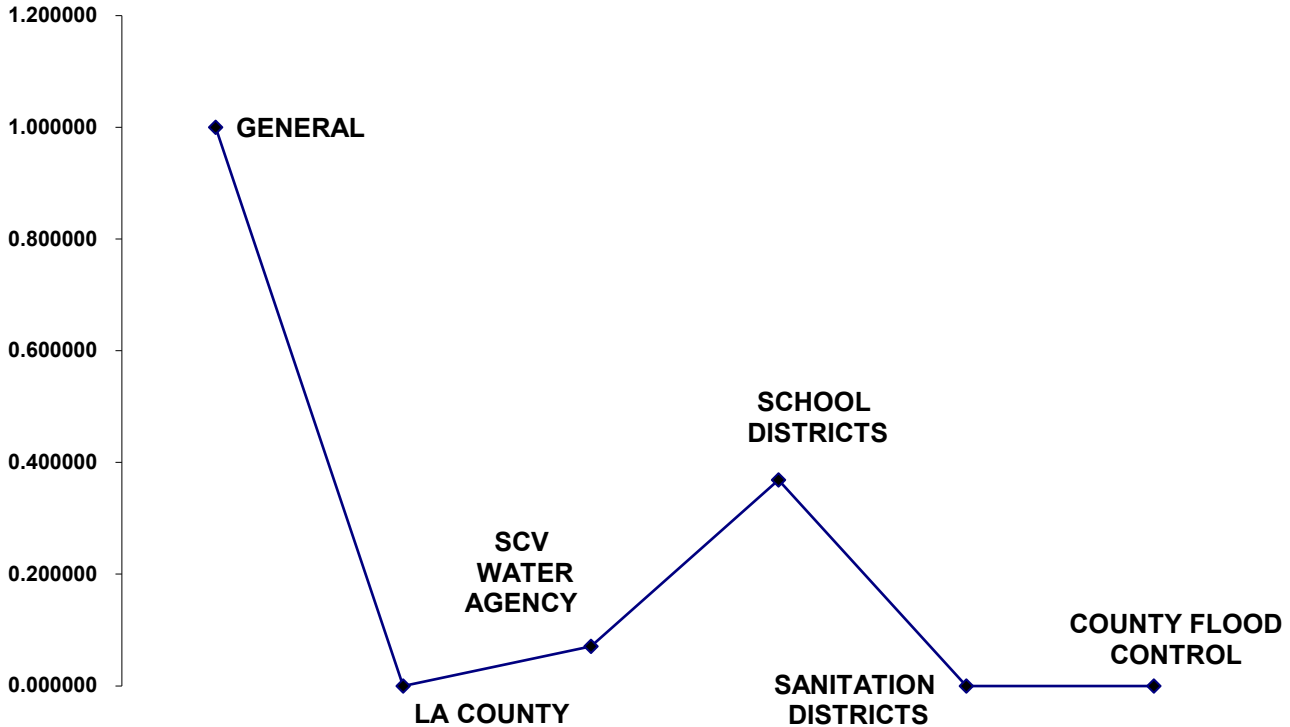 1.200000
1.000000
GENERAL
0.800000
0.600000
SCHOOL
DISTRICTS
0.400000
SCV
WATER
AGENCY
0.200000
COUNTY FLOOD
CONTROL
0.000000
SANITATION
DISTRICTS
LA COUNTY